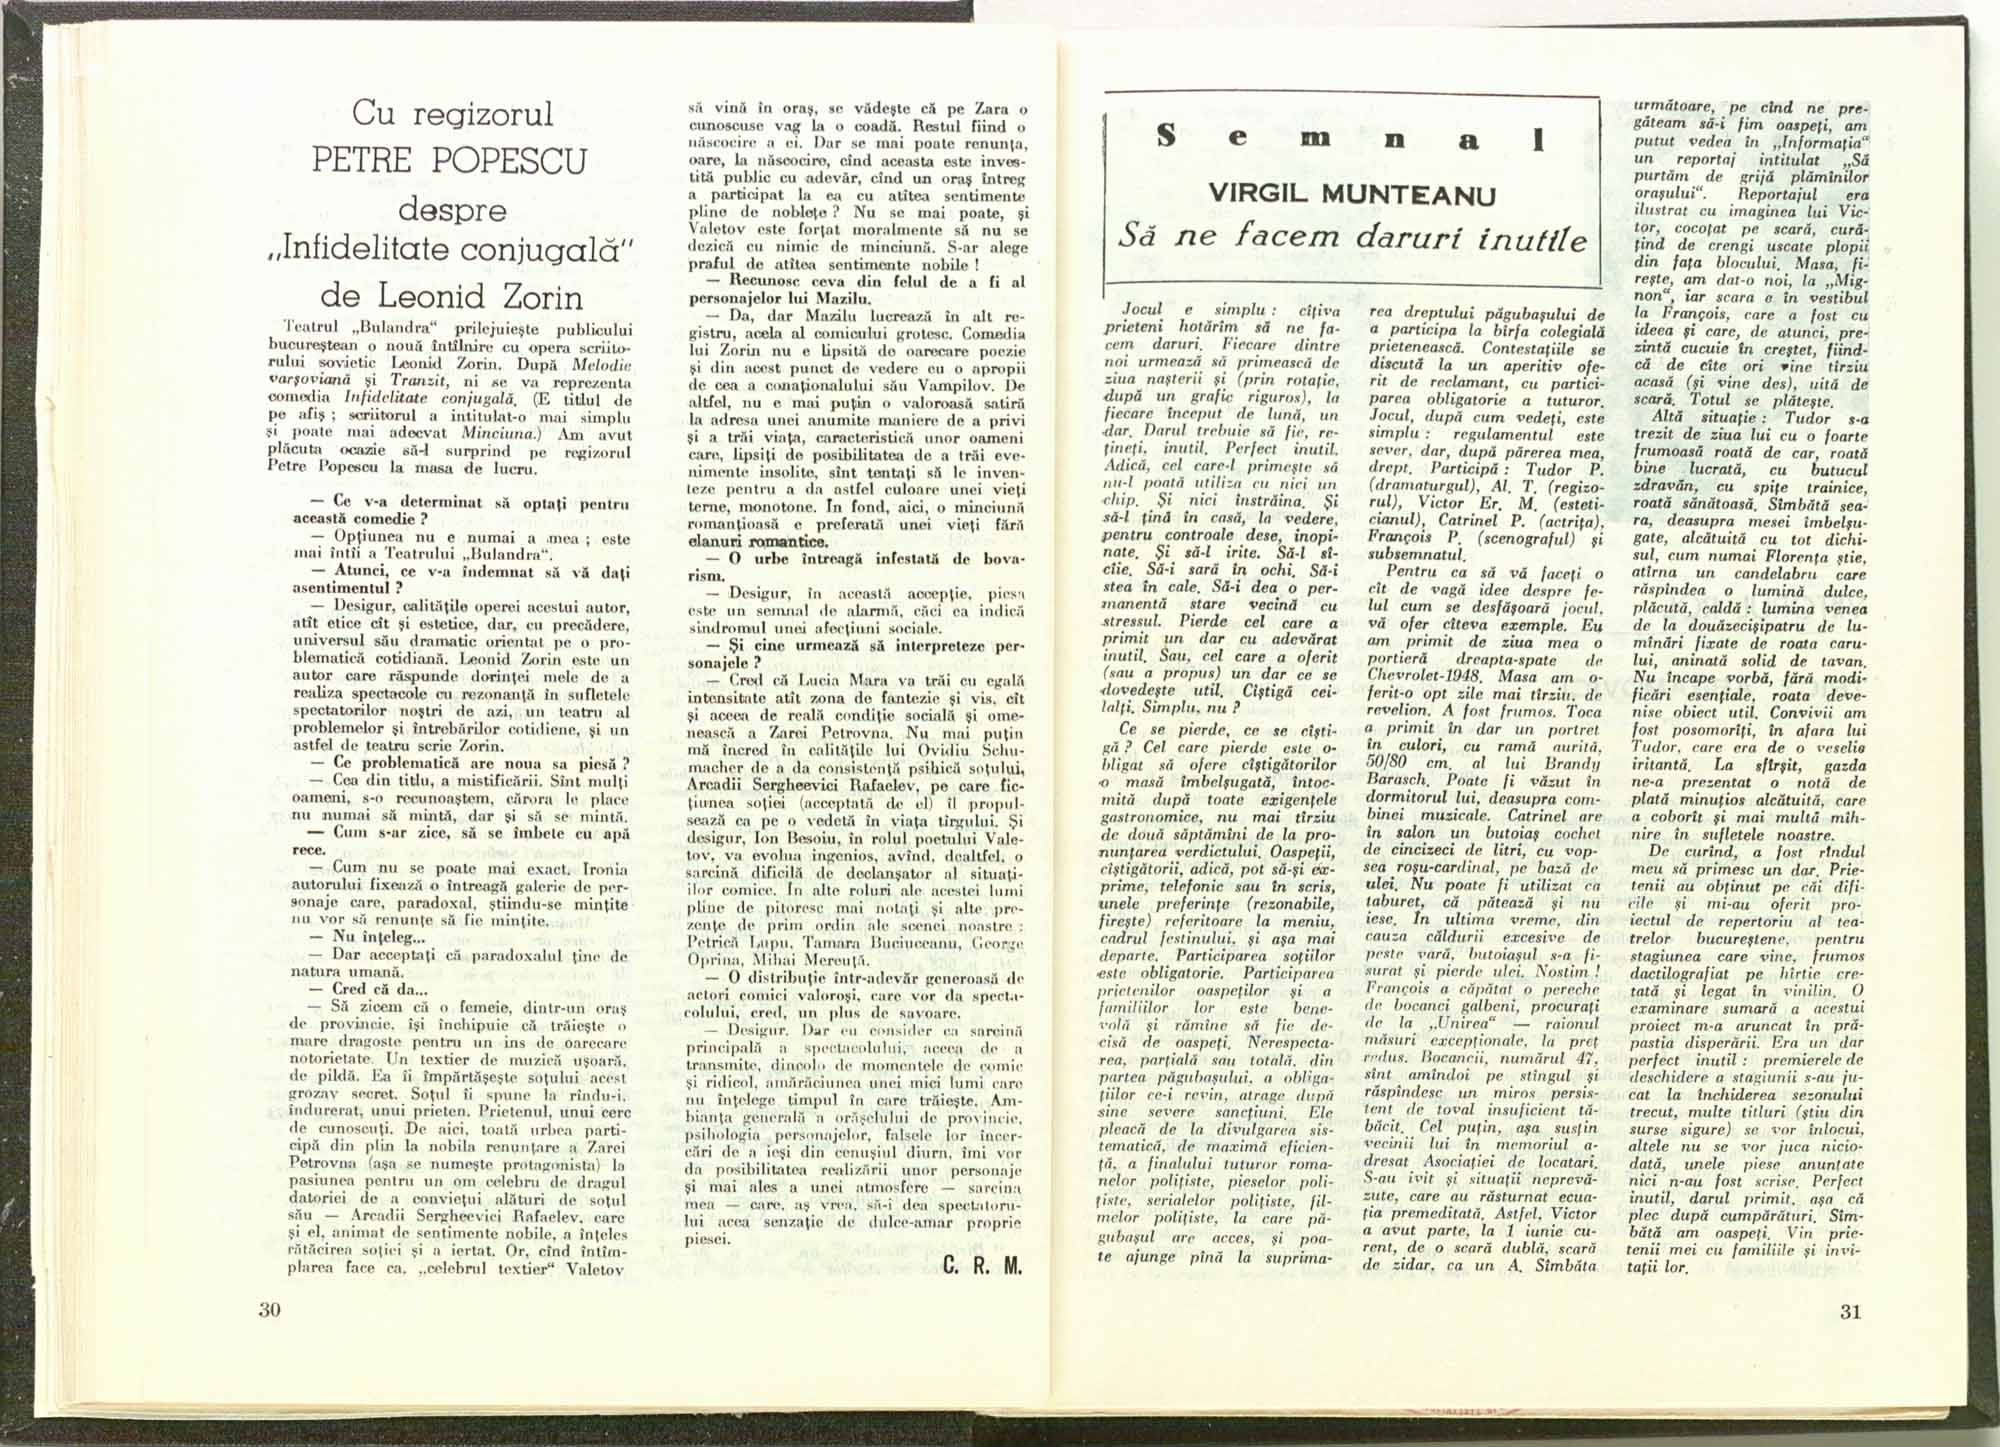 Cu regizorul
PETRE POPESCU
despre
„Infidelitate conjugală"
de Leonid Zorin
Teatrul „Bulandra“ prilejuiește publicului
bucureștean o nouă întîlnire cu opera scriito-
rului sovietic Leonid Zorin. După Melodie
varșoviană și Tranzit, ni se va reprezenta
comedia Infidelitate conjugală. (E titlul de
pe afiș ; scriitorul a intitulat-o mai simplu
și poate mai adecvat Minciuna.) Am avut
plăcuta ocazie să-l surprind pe regizorul
Petre Popescu la masa de lucru.
— Ce v-a determinat să optați pentru
această comedie ?
— Opțiunea nu e numai a mea ; este
mai întîi a Teatrului „Bulandra“.
— Atunci, ce v-a îndemnat să vă dați
asentimentul ?
— Desigur, calitățile operei acestui autor,
atît etice cît și estetice, dar, cu precădere,
universul său dramatic orientat pe o pro-
blematică cotidiană. Leonid Zorin este un
autor care răspunde dorinței mele de a
realiza spectacole cu rezonanță în sufletele
spectatorilor noștri de azi, un teatru al
problemelor și întrebărilor cotidiene, și un
astfel de teatru scrie Zorin.
— Ce problematică are noua sa piesă ?
— Cea din titlu, a mistificării. Sînt mulți
oameni, s-o recunoaștem, cărora le place
nu numai să mintă, dar și să se mintă.
— Cum s-ar zice, să se îmbete cu apă
rece.
— Cum nu se poate mai exact. Ironia
autorului fixează o întreagă galerie de per-
sonaje care, paradoxal, știindu-se mințite
nu vor să renunțe să fie mințite.
— Nu înțeleg...
— Dar acceptați că paradoxalul ține de
natura umană.
— Cred că da...
— Să zicem că o femeie, dintr-un oraș
de provincie, își închipuie că trăiește o
mare dragoste pentru un ins de oarecare
notorietate. Un textier de muzică ușoară,
de pildă. Ea îi împărtășește soțului acest
grozav secret. Soțul îi spune la rîndu-i,
îndurerat, unui prieten. Prietenul, unui cerc
de cunoscuți. De aici, toată urbea parti-
cipă din plin la nobila renunțare a Zarei
Petrovna (așa se numește protagonista) la
pasiunea pentru un om celebru de dragul
datoriei de a conviețui alături de soțul
său — Arcadii Sergheevici Rafaelev, care
și el, animat de sentimente nobile, a înțeles
rătăcirea soției și a iertat. Or, cînd întîm-
plarea face ca, „celebrul textier“ Valetov
să vină în oraș, se vădește că pe Zara o
cunoscuse vag la o coadă. Restul fiind o
născocire a ei. Dar se mai poate renunța,
oare, la născocire, cînd aceasta este inves-
tită public cu adevăr, cînd un oraș întreg
a participat la ea cu atîtea sentimente
pline de noblețe ? Nu se mai poate, și
Valetov este forțat moralmente să nu se
dezică cu nimic de minciună. S-ar alege
praful de atîtea sentimente nobile !
— Recunosc ceva din felul de a fi al
personajelor lui Mazilu.
— Da, dar Mazilu lucrează în alt re-
gistru, acela al comicului grotesc. Comedia
lui Zorin nu e lipsită de oarecare poezie
și din acest punct de vedere eu o apropii
de cea a conaționalului său Vampilov. De
altfel, nu e mai puțin o valoroasă satiră
la adresa unei anumite maniere de a privi
și a trăi viața, caracteristică unor oameni
care, lipsiți de posibilitatea de a trăi eve-
nimente insolite, sînt tentați să le inven-
teze pentru a da astfel culoare unei vieți
terne, monotone. În fond, aici, o minciună
romanțioasă e preferată unei vieți fără
elanuri romantice.
— O urbe întreagă infestată de bova-
rism.
— Desigur, în această accepție, piesa
este un semnal de alarmă, căci ea indică
sindromul unei afecțiuni sociale.
— Și cine urmează să interpreteze per-
sonajele ?
— Cred că Lucia Mara va trăi cu egală
intensitate atît zona de fantezie și vis, cît
și aceea de reală condiție socială și ome-
nească a Zarei Petrovna. Nu mai puțin
mă încred în calitățile lui Ovidiu Schu-
macher de a da consistență psihică soțului,
Arcadii Sergheevici Rafaelev, pe care fic-
țiunea soției (acceptată de el) îl propul-
sează ca pe o vedetă în viața tîrgului. Și
desigur, Ion Besoiu, în rolul poetului Vale-
tov, va evolua ingenios, avînd, dealtfel, o
sarcină dificilă de declanșator al situați-
ilor comice. În alte roluri ale acestei lumi
pline de pitoresc mai notați și alte pre-
zențe de prim ordin ale scenei noastre :
Petrică Lupu, Tamara Buciuceanu, George
Oprina, Mihai Mereuță.
— O distribuție într-adevăr generoasă de
actori comici valoroși, care vor da specta-
colului, cred, un plus de savoare.
— Desigur. Dar eu consider ca sarcină
principală a spectacolului, aceea de a
transmite, dincolo de momentele de comic
și ridicol, amărăciunea unei mici lumi care
nu înțelege timpul în care trăiește. Am-
bianța generală a orășelului de provincie,
psihologia personajelor, falsele lor încer-
cări de a ieși din cenușiul diurn, îmi vor
da posibilitatea realizării unor personaje
și mai ales a unei atmosfere — sarcina
mea — care, aș vrea, să-i dea spectatoru-
lui acea senzație de dulce-amar proprie
piesei.
C. R. M.
30
Semnal
VIRGIL MUNTEANU
Să ne facem daruri inutile
Jocul e simplu : cîțiva
prieteni hotărîm să ne fa-
cem daruri. Fiecare dintre
noi urmează să primească de
ziua nașterii și (prin rotație,
după un grafic riguros), la
fiecare început de lună, un
dar. Darul trebuie să fie, re-
țineți, inutil. Perfect inutil.
Adică, cel care-l primește să
nu-l poată utiliza cu nici un
chip. Și nici înstrăina. Și
să-l țină în casă, la vedere,
pentru controale dese, inopi-
nate. Și să-l irite. Să-l sî-
cîie. Să-i sară în ochi. Să-i
stea în cale. Să-i dea o per-
manentă stare vecină cu
stressul. Pierde cel care a
primit un dar cu adevărat
inutil. Sau, cel care a oferit
(sau a propus) un dar ce se
dovedește util. Cîștigă cei-
lalți. Simplu, nu ?
Ce se pierde, ce se cîști-
gă ? Cel care pierde este o-
bligat să ofere cîștigătorilor
o masă îmbelșugată, întoc-
mită după toate exigențele
gastronomice, nu mai tîrziu
de două săptămîni de la pro-
nunțarea verdictului. Oaspeții,
cîștigătorii, adică, pot să-și ex-
prime, telefonic sau în scris,
unele preferințe (rezonabile,
firește) referitoare la meniu,
cadrul festinului, și așa mai
departe. Participarea soțiilor
este obligatorie. Participarea
prietenilor oaspeților și a
familiilor lor este bene-
volă și rămîne să fie de-
cisă de oaspeți. Nerespecta-
rea, parțială sau totală, din
partea păgubașului, a obliga-
țiilor ce-i revin, atrage după
sine severe sancțiuni. Ele
pleacă de la divulgarea sis-
tematică, de maximă eficien-
ță, a finalului tuturor roma-
nelor polițiste, pieselor poli-
țiste, serialelor polițiste, fil-
melor polițiste, la care pă-
gubașul are acces, și poa-
te ajunge pînă la suprima-
rea dreptului păgubașului de
a participa la bîrfa colegială
prietenească. Contestațiile se
discută la un aperitiv ofe-
rit de reclamant, cu partici-
parea obligatorie a tuturor.
Jocul, după cum vedeți, este
simplu : regulamentul este
sever, dar, după părerea mea,
drept. Participă : Tudor P.
(dramaturgul), Al. T. (regizo-
rul), Victor Er. M. (esteti-
cianul), Catrinel P. (actrița),
François P. (scenograful) și
subsemnatul.
Pentru ca să vă faceți o
cît de vagă idee despre fe-
lul cum se desfășoară jocul,
vă ofer cîteva exemple. Eu
am primit de ziua mea o
portieră dreapta-spate de
Chevrolet-1948. Masa am o-
ferit-o opt zile mai tîrziu, de
revelion. A fost frumos. Toca
a primit în dar un portret
în culori, cu ramă aurită,
50/80 cm. al lui Brandy
Barasch. Poate fi văzut în
dormitorul lui, deasupra com-
binei muzicale. Catrinel are
în salon un butoiaș cochet
de cincizeci de litri, cu vop-
sea roșu-cardinal, pe bază de
ulei. Nu poate fi utilizat ca
taburet, că pătează și nu
iese. În ultima vreme, din
cauza căldurii excesive de
peste vară, butoiașul s-a fi-
surat și pierde ulei. Nostim !
François a căpătat o pereche
de bocanci galbeni, procurați
de la „Unirea“ — raionul
măsuri excepționale, la preț
redus. Bocancii, numărul 47,
sînt amîndoi pe stîngul și
răspîndesc un miros persis-
tent de toval insuficient tă-
băcit. Cel puțin, așa susțin
vecinii lui în memoriul a-
dresat Asociației de locatari.
S-au ivit și situații neprevă-
zute, care au răsturnat ecua-
ția premeditată. Astfel, Victor
a avut parte, la 1 iunie cu-
rent, de o scară dublă, scară
de zidar, ca un A. Sîmbăta
următoare, pe cînd ne pre-
găteam să-i fim oaspeți, am
putut vedea în „Informația“
un reportaj intitulat „Să
purtăm de grijă plămînilor
orașului“. Reportajul era
ilustrat cu imaginea lui Vic-
tor, cocoțat pe scară, cură-
țind de crengi uscate plopii
din fața blocului. Masa, fi-
rește, am dat-o noi, la „Mig-
non“, iar scara e în vestibul
la François, care a fost cu
ideea și care, de atunci, pre-
zintă cucuie în creștet, fiind-
că de cîte ori vine tîrziu
acasă (și vine des), uită de
scară. Totul se plătește.
Altă situație : Tudor s-a
trezit de ziua lui cu o foarte
frumoasă roată de car, roată
bine lucrată, cu butucul
zdravăn, cu spițe trainice,
roată sănătoasă. Sîmbătă sea-
ra, deasupra mesei îmbelșu-
gate, alcătuită cu tot dichi-
sul, cum numai Florența știe,
atîrna un candelabru care
răspîndea o lumină dulce,
plăcută, caldă : lumina venea
de la douăzecișipatru de lu-
mînări fixate de roata caru-
lui, aninată solid de tavan.
Nu încape vorbă, fără modi-
ficări esențiale, roata deve-
nise obiect util. Convivii am
fost posomoriți, în afara lui
Tudor, care era de o veselie
iritantă. La sfîrșit, gazda
ne-a prezentat o notă de
plată minuțios alcătuită, care
a coborît și mai multă mîh-
nire în sufletele noastre.
De curînd, a fost rîndul
meu să primesc un dar. Prie-
tenii au obținut pe căi difi-
cile și mi-au oferit pro-
iectul de repertoriu al tea-
trelor bucureștene, pentru
stagiunea care vine, frumos
dactilografiat pe hîrtie cre-
tată și legat în vinilin. O
examinare sumară a acestui
proiect m-a aruncat în pră-
pastia disperării. Era un dar
perfect inutil : premierele de
deschidere a stagiunii s-au ju-
cat la închiderea sezonului
trecut, multe titluri (știu din
surse sigure) se vor înlocui,
altele nu se vor juca nicio-
dată, unele piese anunțate
nici n-au fost scrise. Perfect
inutil, darul primit, așa că
plec după cumpărături. Sîm-
bătă am oaspeți. Vin prie-
tenii mei cu familiile și invi-
tații lor.
31